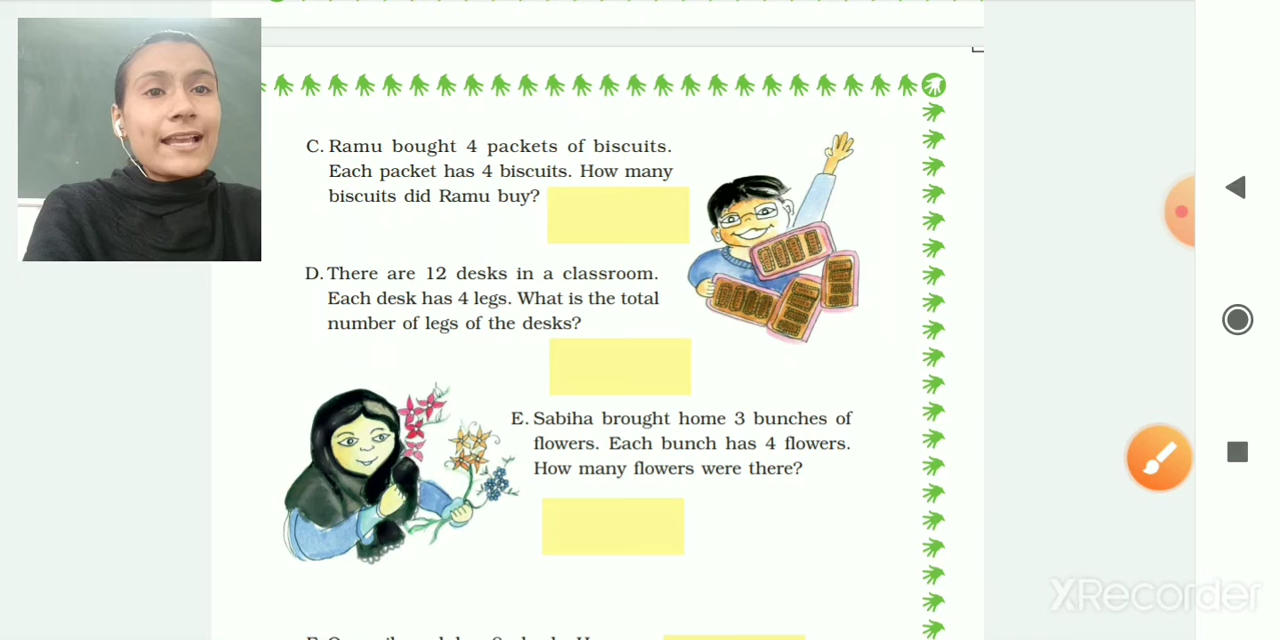 C. Ramu bought 4 packets of biscuits.
Each packet has 4 biscuits. How many
biscuits did Ramu buy?
D. There are 12 desks in a classroom.
Each desk has 4 legs. What is the total
number of legs of the desks?
E. Sabiha brought home 3 bunches of
flowers. Each bunch has 4 flowers.
How many flowers were there?
XRecorder